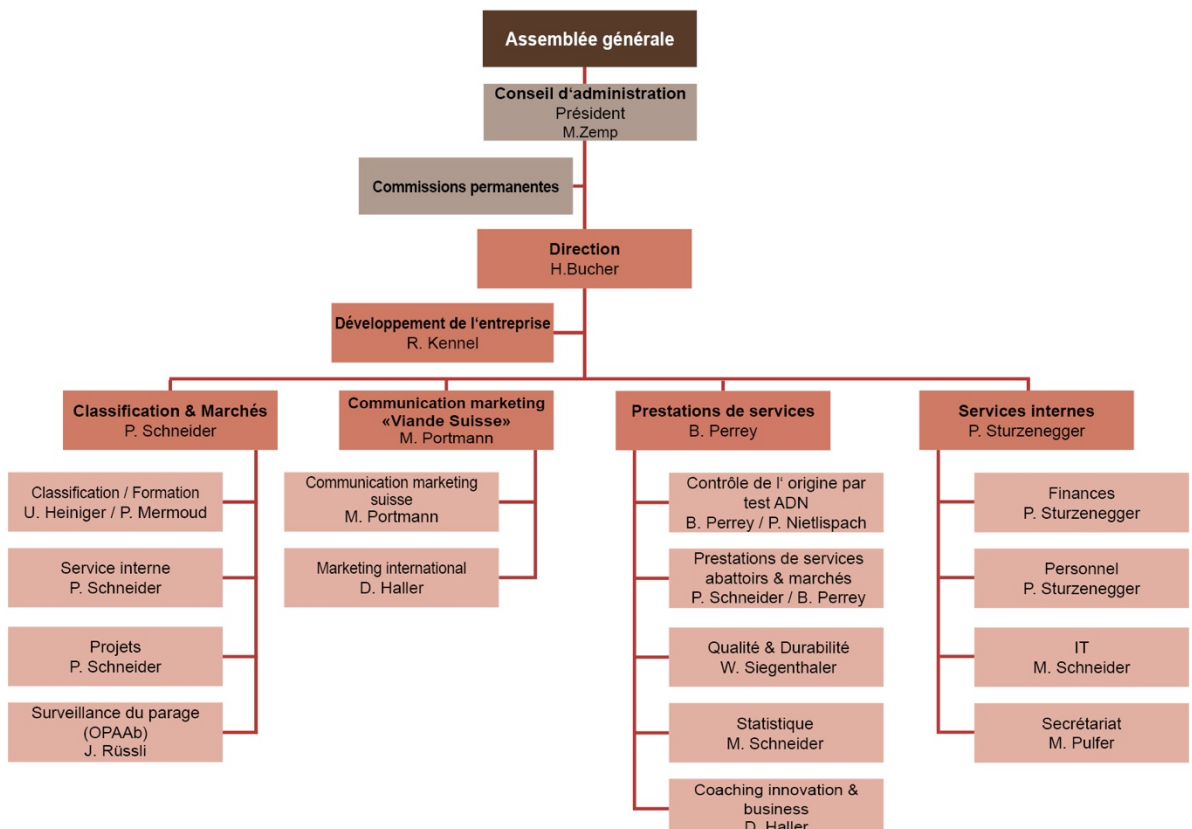 Assemblée générale
Conseil d‘administration
Président
M.Zemp
Commissions permanentes
Direction
H.Bucher
Développement de l‘entreprise
R. Kennel
Classification & Marchés
P. Schneider
Classification / Formation
U. Heiniger / P. Mermoud
Service interne
P. Schneider
Projets
P. Schneider
Surveillance du parage
(OPAAb)
J. Rüssli
Communication marketing
«Viande Suisse»
M. Portmann
Communication marketing
suisse
M. Portmann
Marketing international
D. Haller
Prestations de services
B. Perrey
Contrôle de l‘ origine par
test ADN
B. Perrey / P. Nietlispach
Prestations de services
abattoirs & marchés
P. Schneider / B. Perrey
Qualité & Durabilité
W. Siegenthaler
Statistique
M. Schneider
Coaching innovation &
business
D. Haller
Services internes
P. Sturzenegger
Finances
P. Sturzenegger
Personnel
P. Sturzenegger
IT
M. Schneider
Secrétariat
M. Pulfer